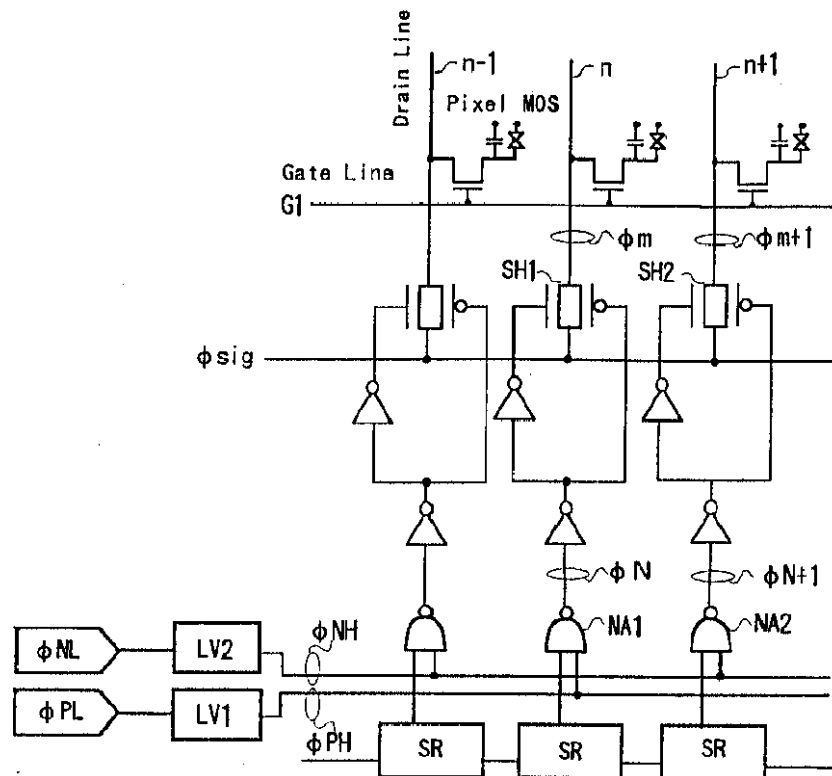 Drain Line
n-1
n
n+1
Pixel MOS
Gate Line
G1
ϕm
ϕm+1
SH1
SH2
ϕsig
ϕN
ϕN+1
NA1
NA2
ϕNL
LV2
ϕNH
ϕPL
LV1
ϕPH
SR
SR
SR